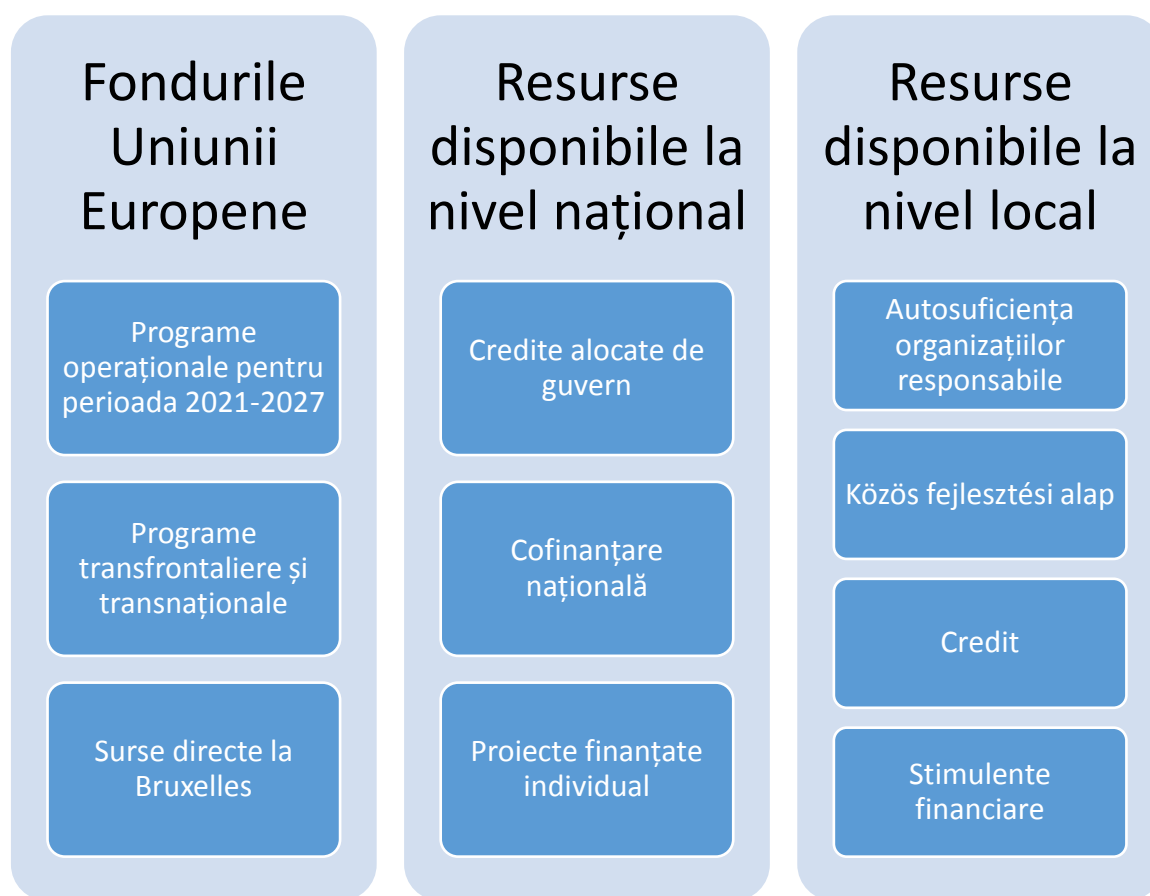 Fondurile
Uniunii
Europene
Programe
operaționale pentru
perioada 2021-2027
Programe
transfrontaliere și
transnaționale
Surse directe la
Bruxelles
Resurse
disponibile la
nivel național
Credite alocate de
guvern
Cofinanțare
națională
Proiecte finanțate
individual
Resurse
disponibile la
nivel local
Autosuficiența
organizațiilor
responsabile
Közös fejlesztési alap
Credit
Stimulente
financiare